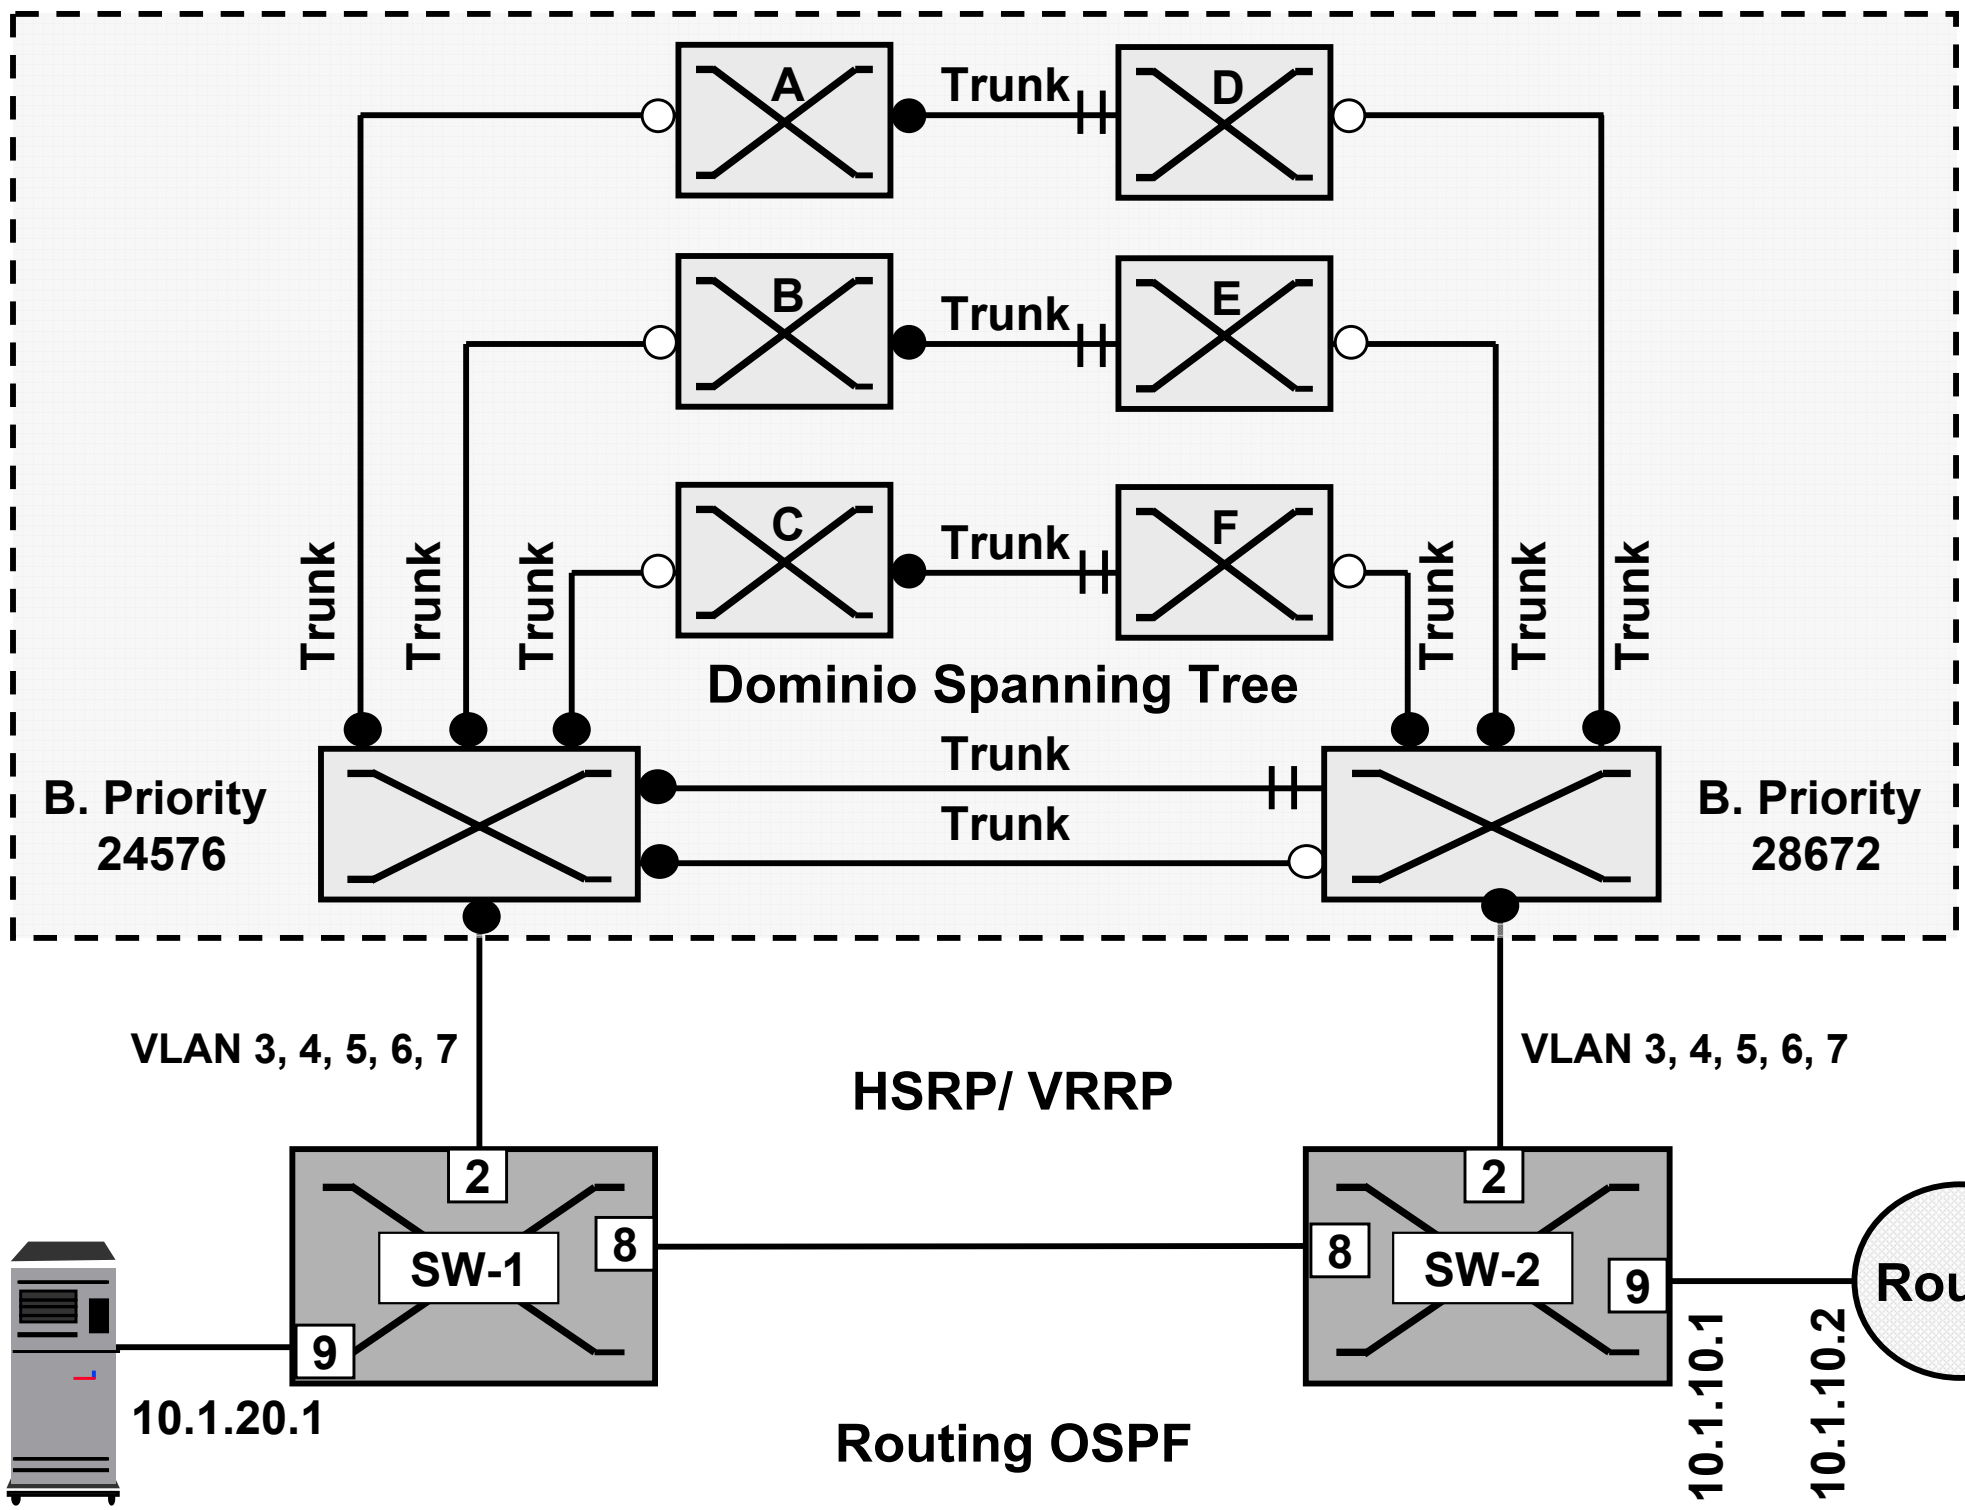 A
Trunk
D
B
Trunk
E
C
Trunk
F
Trunk
Trunk
Trunk
Trunk
Trunk
Trunk
Dominio Spanning Tree
Trunk
B. Priority
24576
Trunk
B. Priority
28672
VLAN 3, 4, 5, 6, 7
VLAN 3, 4, 5, 6, 7
HSRP/ VRRP
2
2
8
8
SW-1
SW-2
9
9
Rou
10.1.20.1
10.1.10.1
10.1.10.2
Routing OSPF